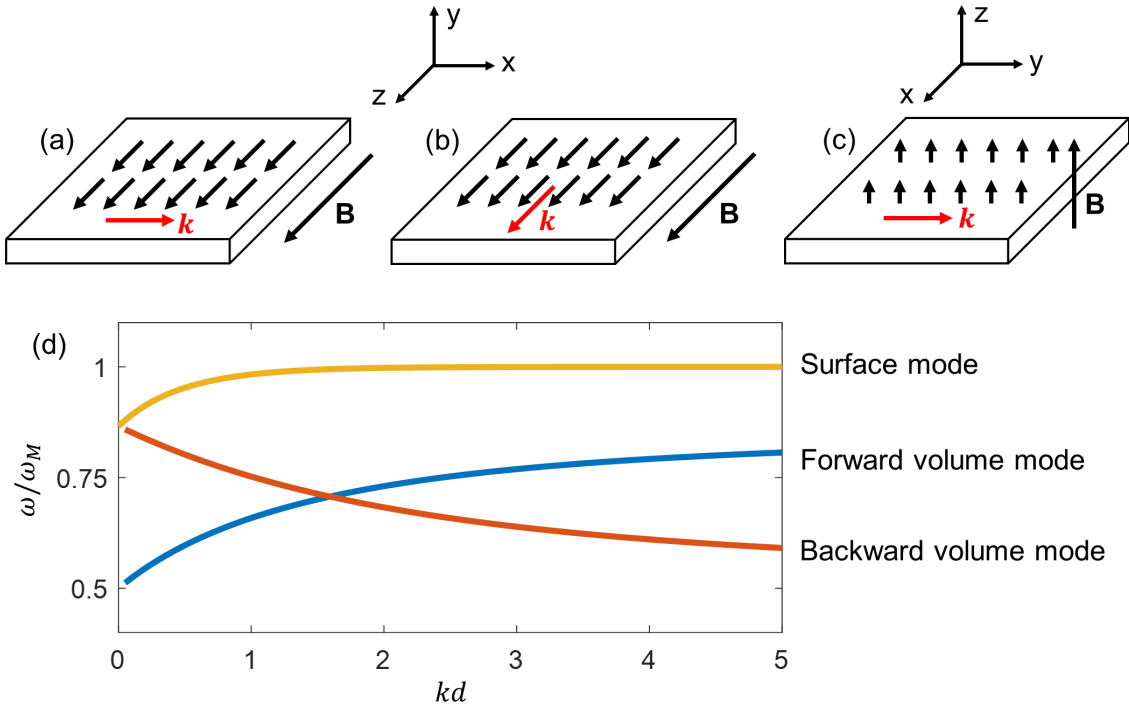 y
x
z
z
y
x
(a)
k
B
(b)
k
B
(c)
k
B
(d)
1
0.75
0.5
ω/ω_M
0 1 2 3 4 5
kd
Surface mode
Forward volume mode
Backward volume mode